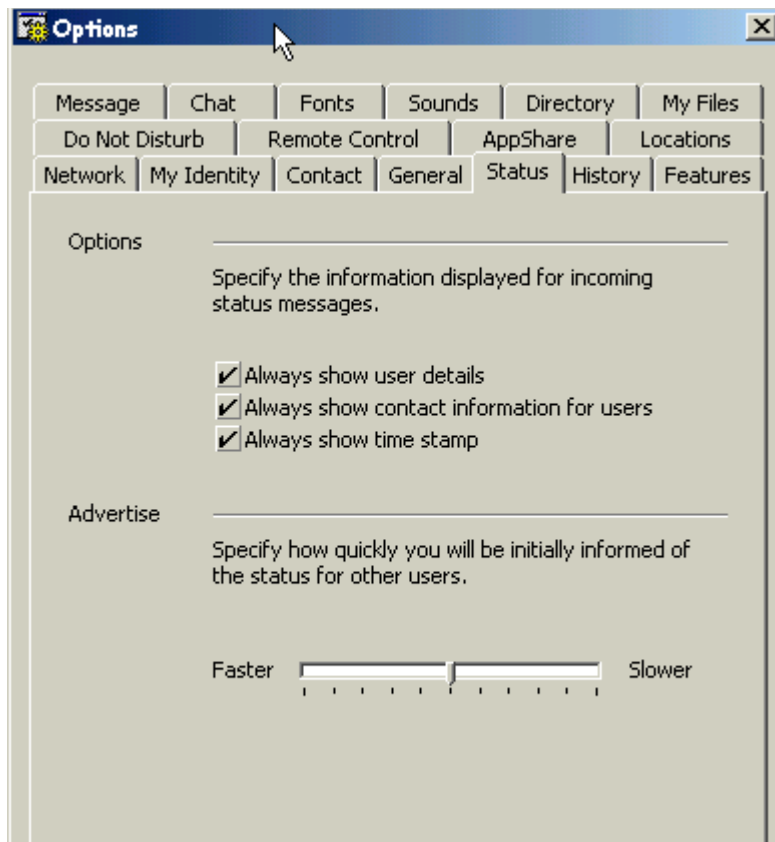 Options
Message Chat Fonts Sounds Directory My Files
Do Not Disturb Remote Control AppShare Locations
Network My Identity Contact General Status History Features
Options
Specify the information displayed for incoming
status messages.
Always show user details
Always show contact information for users
Always show time stamp
Advertise
Specify how quickly you will be initially informed of
the status for other users.
Faster Slower